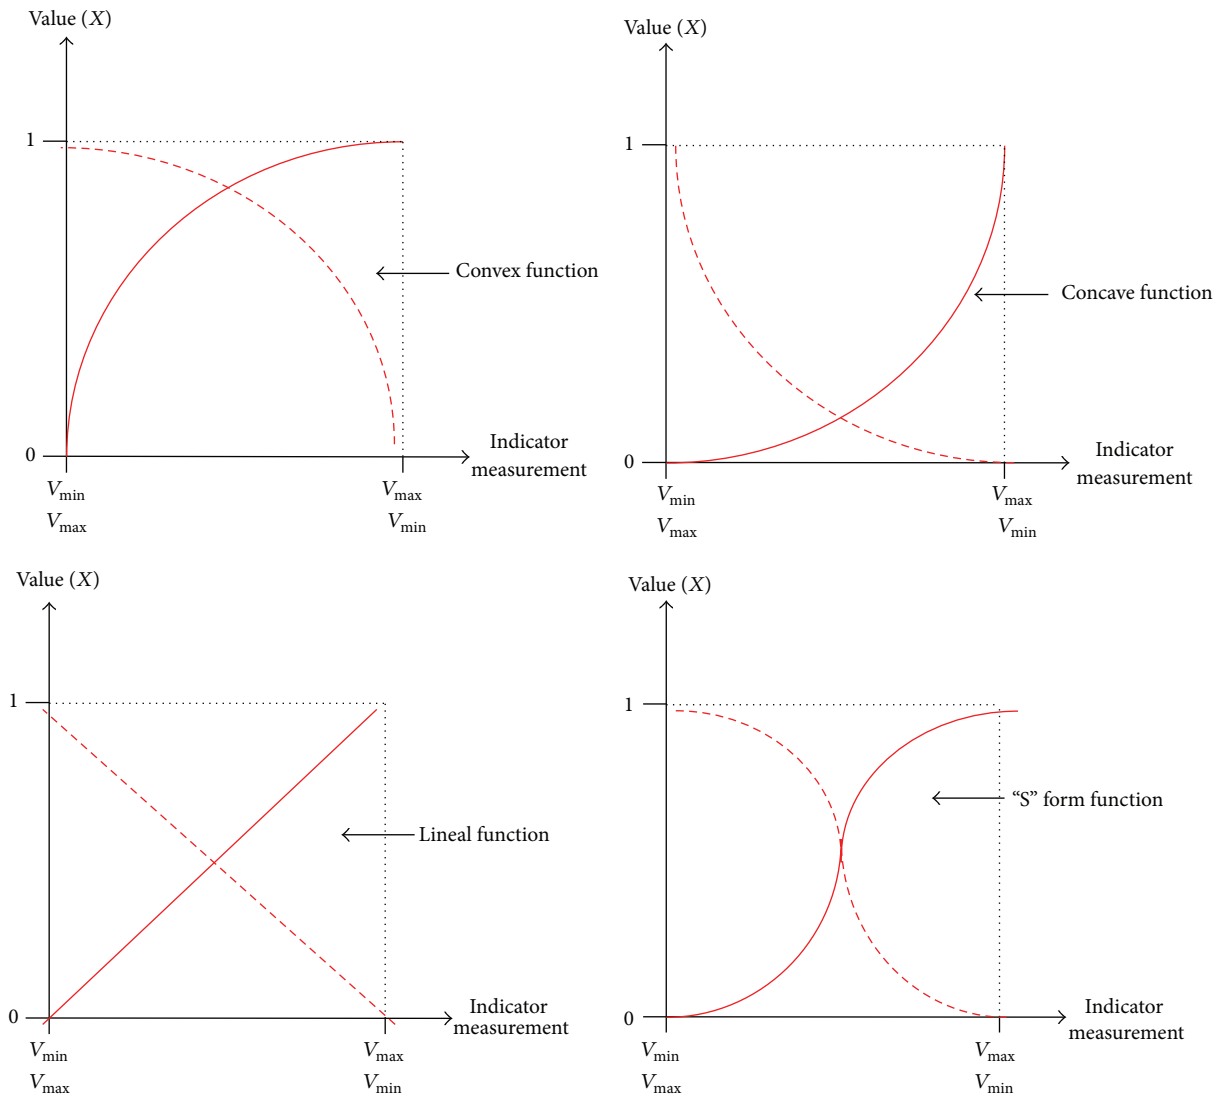 Value (X)
1
Convex function
0
Indicator
measurement
Vmin
Vmax
Vmax
Vmin
Value (X)
1
Concave function
0
Indicator
measurement
Vmin
Vmax
Vmax
Vmin
Value (X)
1
Lineal function
0
Indicator
measurement
Vmin
Vmax
Vmax
Vmin
Value (X)
1
“S” form function
0
Indicator
measurement
Vmin
Vmax
Vmax
Vmin